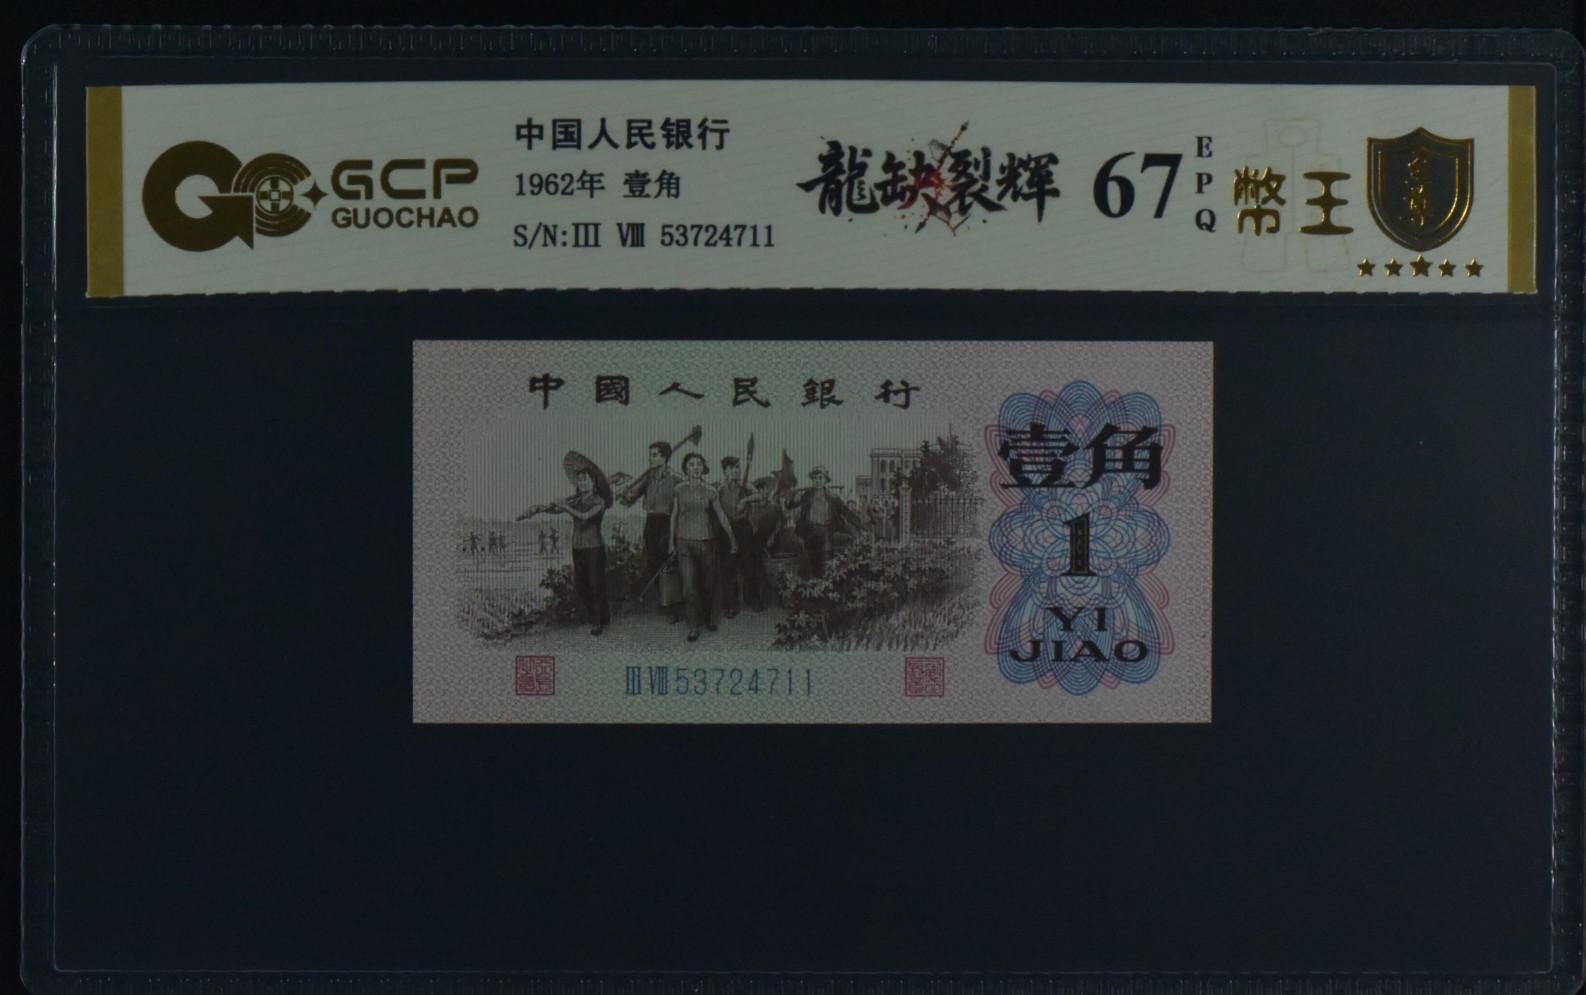 GCP
GUOCHAO
中国人民银行
1962年 壹角
S/N:III VIII 53724711
龍缺裂輝
67
EPQ
幣王
中國人民銀行
壹角
1
YI
JIAO
III VIII 53724711